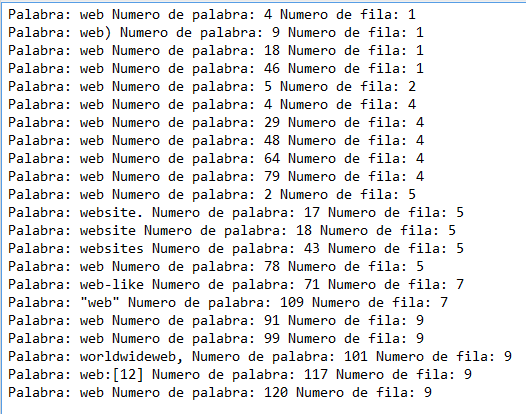 Palabra: web Numero de palabra: 4 Numero de fila: 1
Palabra: web) Numero de palabra: 9 Numero de fila: 1
Palabra: web Numero de palabra: 18 Numero de fila: 1
Palabra: web Numero de palabra: 46 Numero de fila: 1
Palabra: web Numero de palabra: 5 Numero de fila: 2
Palabra: web Numero de palabra: 4 Numero de fila: 4
Palabra: web Numero de palabra: 29 Numero de fila: 4
Palabra: web Numero de palabra: 48 Numero de fila: 4
Palabra: web Numero de palabra: 64 Numero de fila: 4
Palabra: web Numero de palabra: 79 Numero de fila: 4
Palabra: web Numero de palabra: 2 Numero de fila: 5
Palabra: website. Numero de palabra: 17 Numero de fila: 5
Palabra: website Numero de palabra: 18 Numero de fila: 5
Palabra: websites Numero de palabra: 43 Numero de fila: 5
Palabra: web Numero de palabra: 78 Numero de fila: 5
Palabra: web-like Numero de palabra: 71 Numero de fila: 7
Palabra: "web" Numero de palabra: 109 Numero de fila: 7
Palabra: web Numero de palabra: 91 Numero de fila: 9
Palabra: web Numero de palabra: 99 Numero de fila: 9
Palabra: worldwideweb, Numero de palabra: 101 Numero de fila: 9
Palabra: web:[12] Numero de palabra: 117 Numero de fila: 9
Palabra: web Numero de palabra: 120 Numero de fila: 9